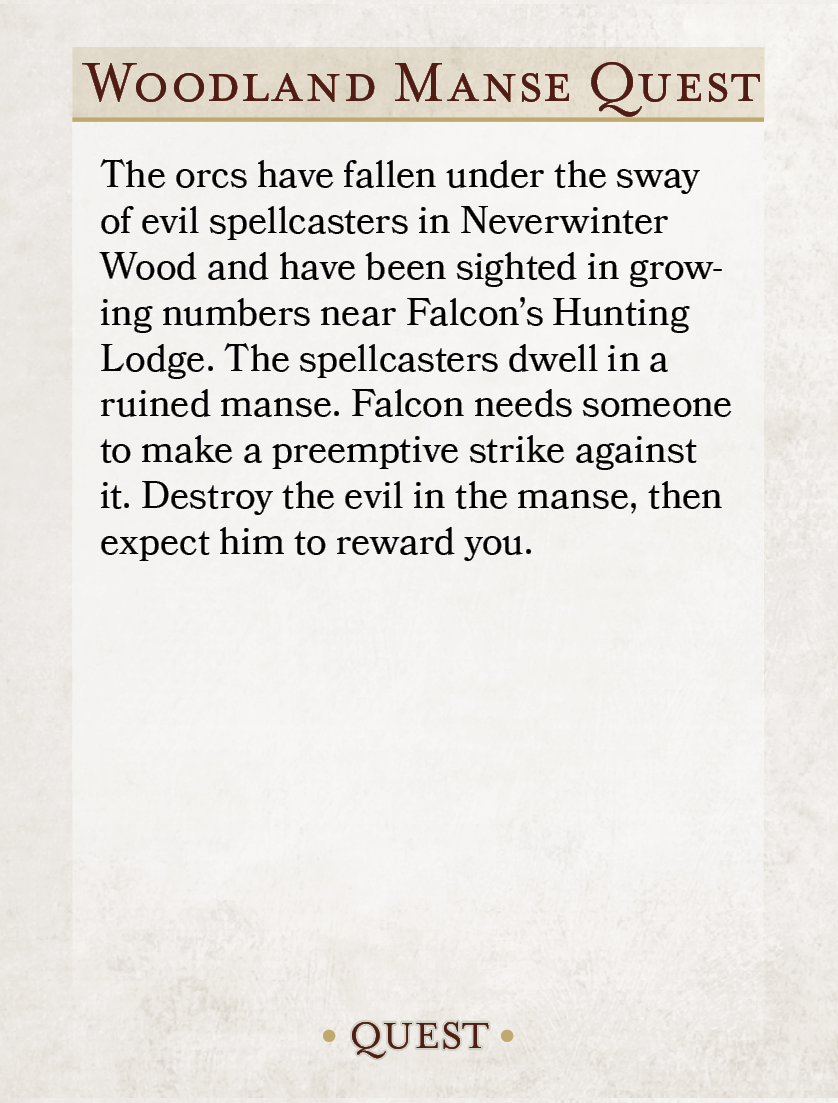 Woodland Manse Quest
The orcs have fallen under the sway
of evil spellcasters in Neverwinter
Wood and have been sighted in grow-
ing numbers near Falcon’s Hunting
Lodge. The spellcasters dwell in a
ruined manse. Falcon needs someone
to make a preemptive strike against
it. Destroy the evil in the manse, then
expect him to reward you.
• QUEST •